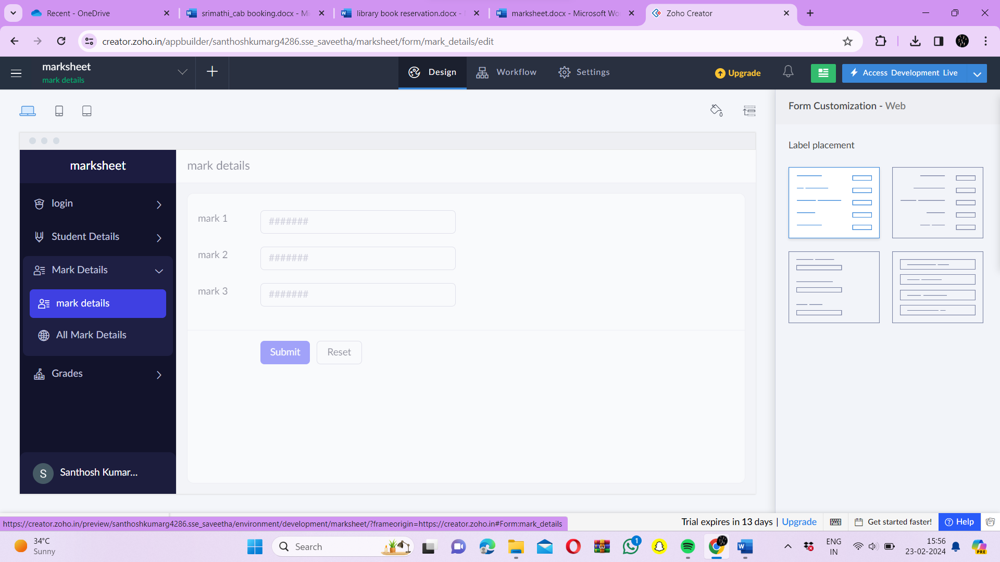 Recent - OneDrive
srimathi_cab booking.docx - Mi
library book reservation.docx -
marksheet.docx - Microsoft Wo
Zoho Creator
creator.zoho.in/appbuilder/santhoshkumarg4286.sse_saveetha/marksheet/form/mark_details/edit
marksheet
mark details
Design
Workflow
Settings
Upgrade
Access Development Live
Form Customization - Web
Label placement
marksheet
mark details
login
Student Details
Mark Details
mark details
All Mark Details
Grades
mark 1
#######
mark 2
#######
mark 3
#######
Submit
Reset
S
Santhosh Kumar...
https://creator.zoho.in/preview/santhoshkumarg4286.sse_saveetha/environment/development/marksheet/?frameorigin=https://creator.zoho.in#Form:mark_details
Trial expires in 13 days | Upgrade
Get started faster!
Help
34°C
Sunny
Search
1
PRE
ENG
IN
15:56
23-02-2024